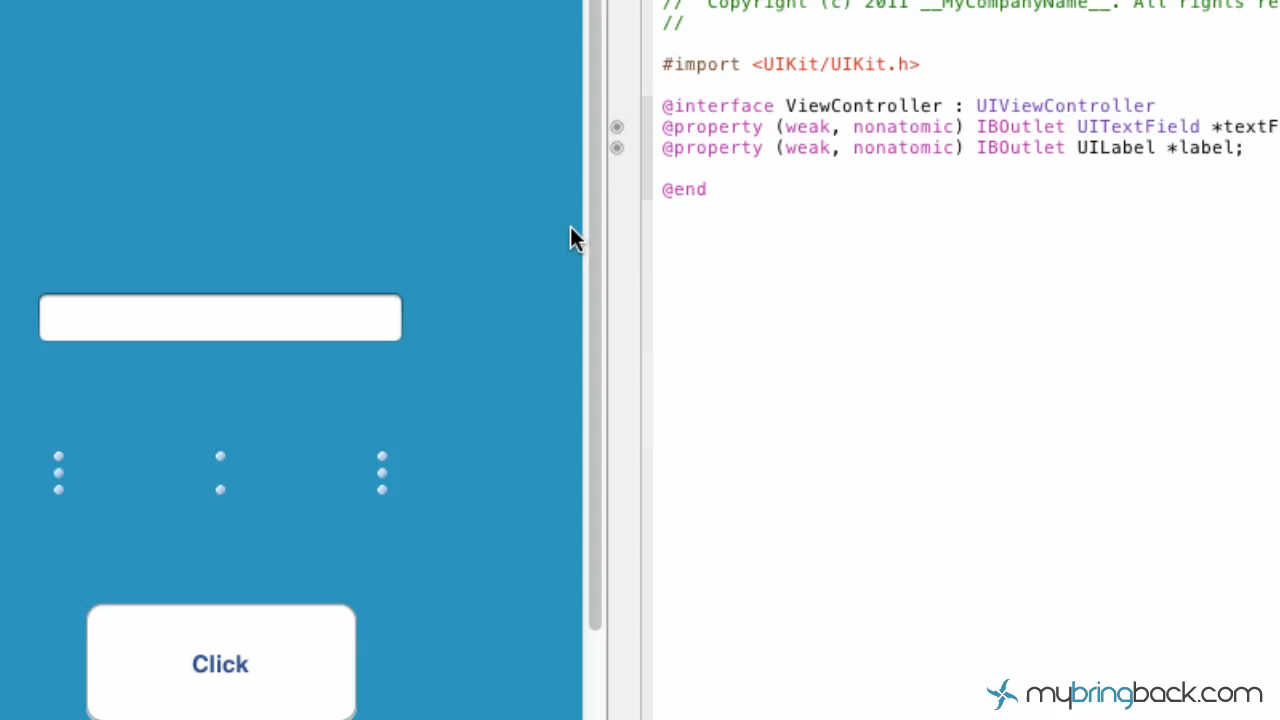 // Copyright (c) 2011 __MyCompanyName__. All rights re
//
#import <UIKit/UIKit.h>
@interface ViewController : UIViewController
@property (weak, nonatomic) IBOutlet UITextField *textF
@property (weak, nonatomic) IBOutlet UILabel *label;
@end
Click
mybringback.com